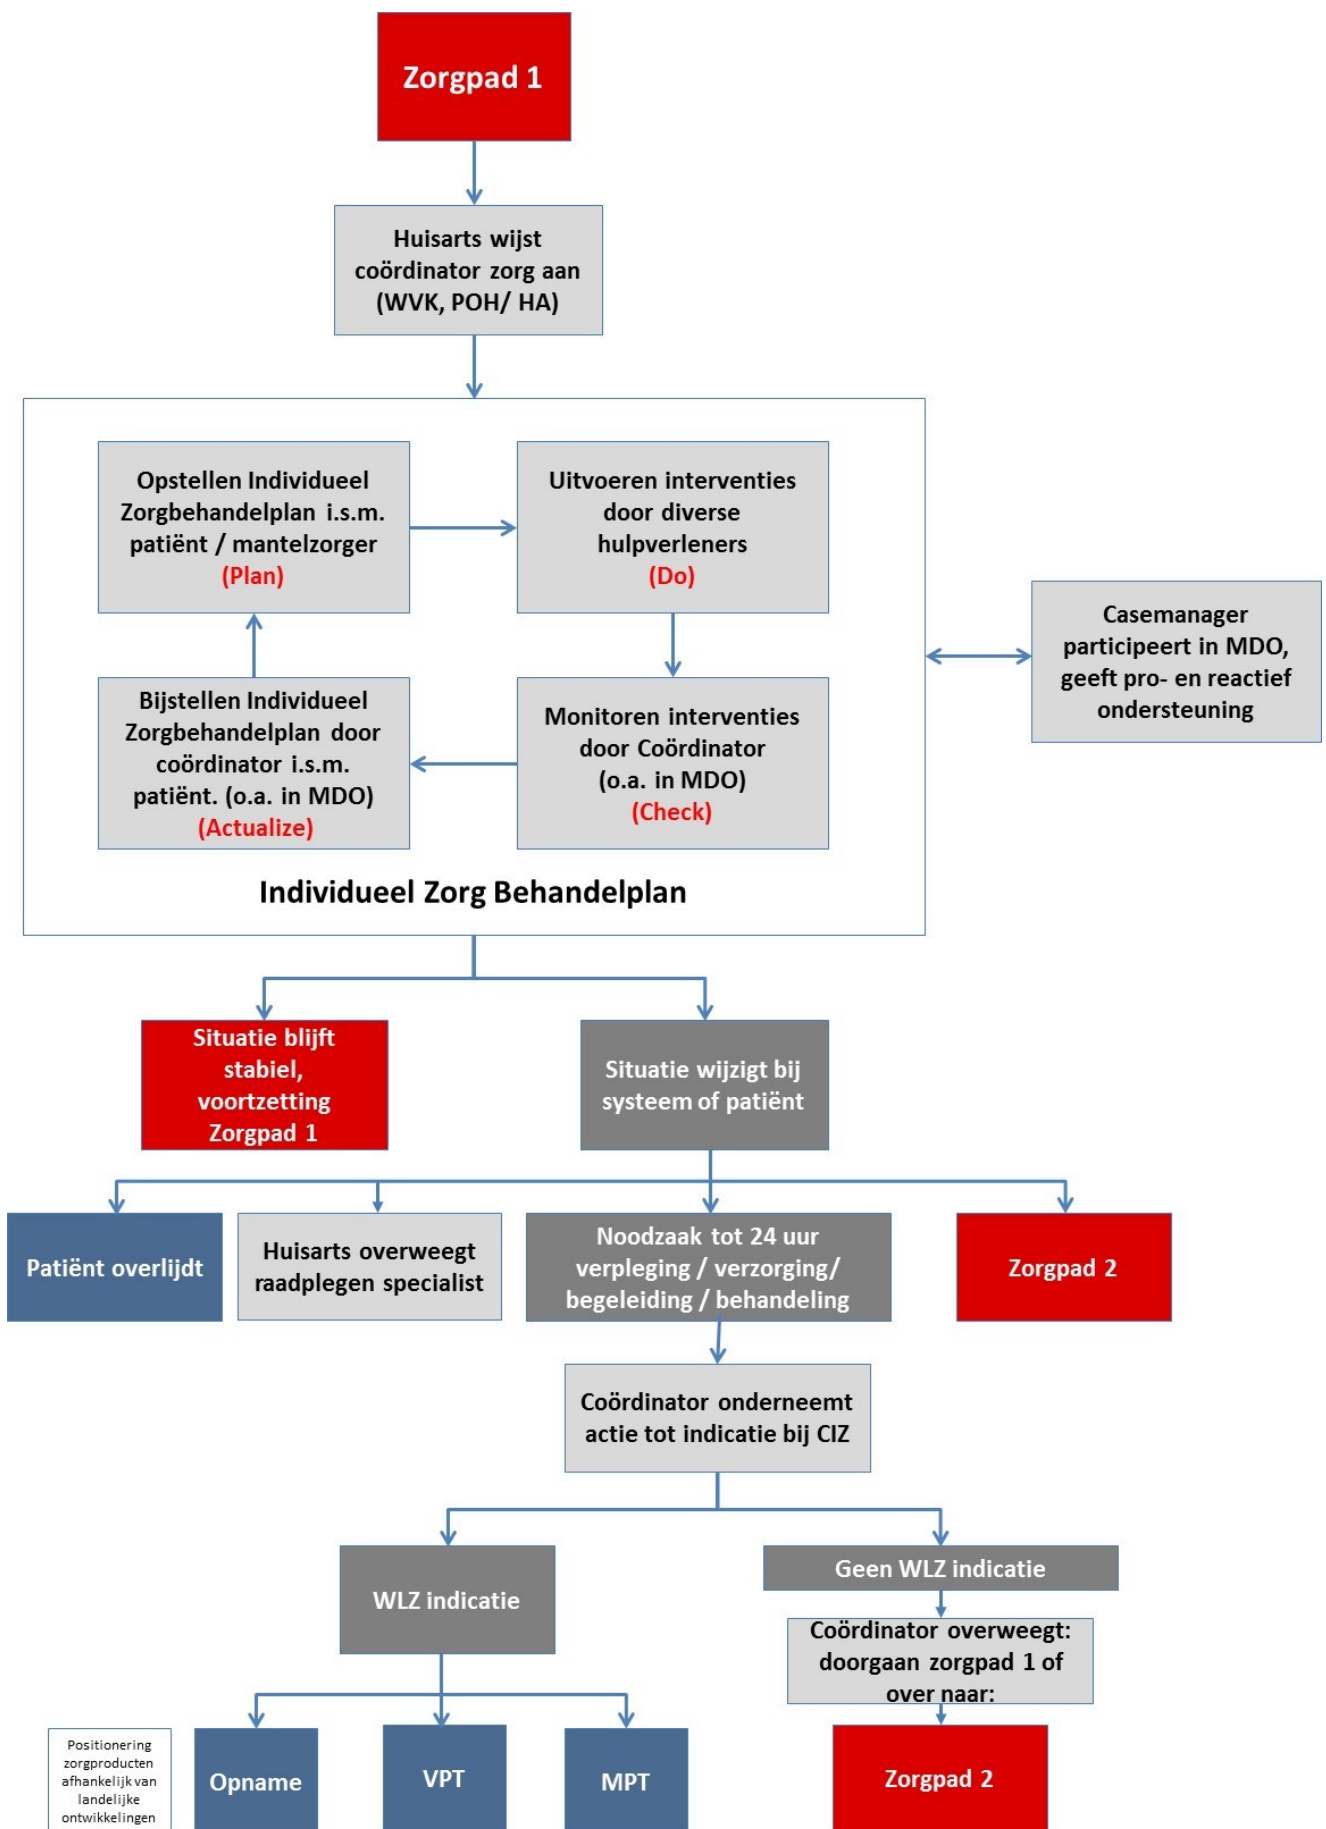 Zorgpad 1
Huisarts wijst
coördinator zorg aan
(WVK, POH/ HA)
Opstellen Individueel
Zorgbehandelplan i.s.m.
patiënt / mantelzorger
(Plan)
Uitvoeren interventies
door diverse
hulpverleners
(Do)
Casemanager
participeert in MDO,
geeft pro- en reactief
ondersteuning
Bijstellen Individueel
Zorgbehandelplan door
coördinator i.s.m.
patiënt. (o.a. in MDO)
(Actualize)
Monitoren interventies
door Coördinator
(o.a. in MDO)
(Check)
Individueel Zorg Behandelplan
Situatie blijft
stabiel,
voortzetting
Zorgpad 1
Situatie wijzigt bij
systeem of patiënt
Patiënt overlijdt
Huisarts overweegt
raadplegen specialist
Noodzaak tot 24 uur
verpleging / verzorging/
begeleiding / behandeling
Zorgpad 2
Coördinator onderneemt
actie tot indicatie bij CIZ
WLZ indicatie
Geen WLZ indicatie
Coördinator overweegt:
doorgaan zorgpad 1 of
over naar:
Positionering
zorgproducten
afhankelijk van
landelijke
ontwikkelingen
Opname
VPT
MPT
Zorgpad 2